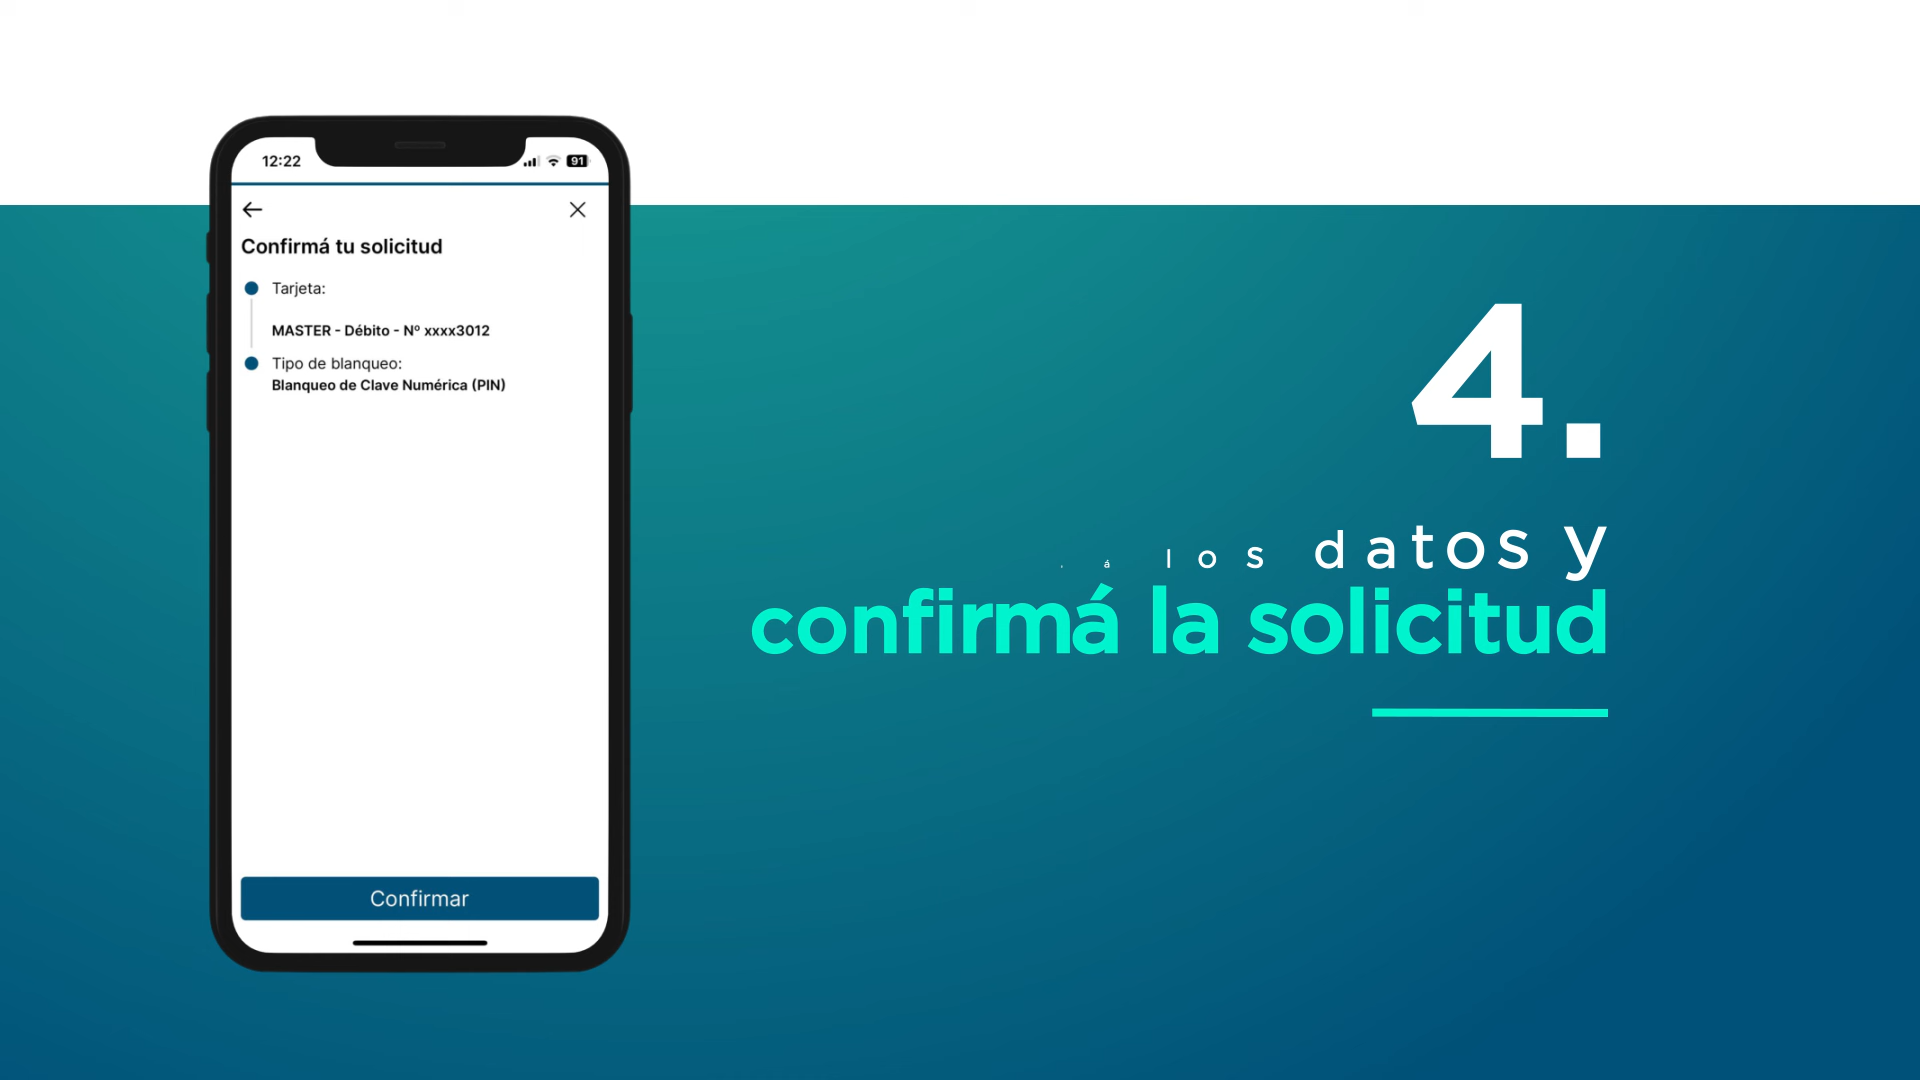 12:22
91
Confirmá tu solicitud
Tarjeta:
MASTER - Débito - Nº xxxx3012
Tipo de blanqueo:
Blanqueo de Clave Numérica (PIN)
Confirmar
4.
los datos y
confirmá la solicitud